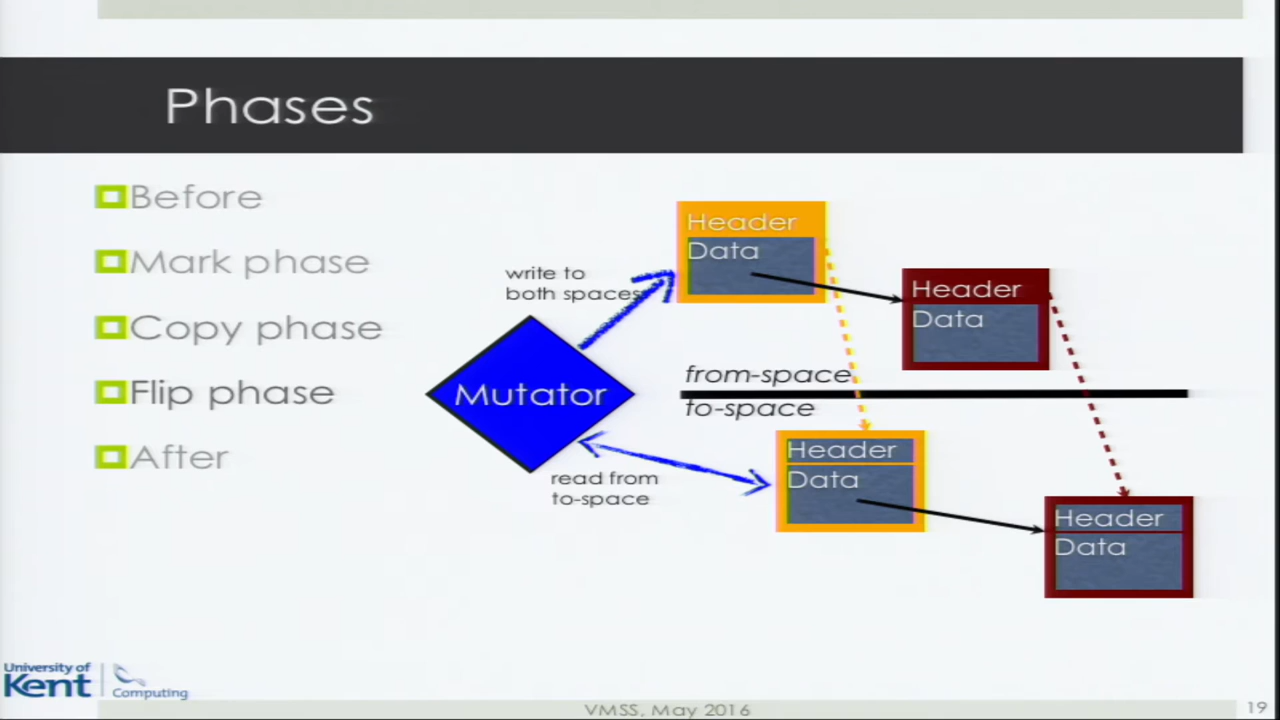 Phases
Before
Mark phase
Copy phase
Flip phase
After
write to
both spaces
Mutator
read from
to-space
Header
Data
Header
Data
from-space
to-space
Header
Data
Header
Data
University of
Kent
Computing
VMSS, May 2016
19